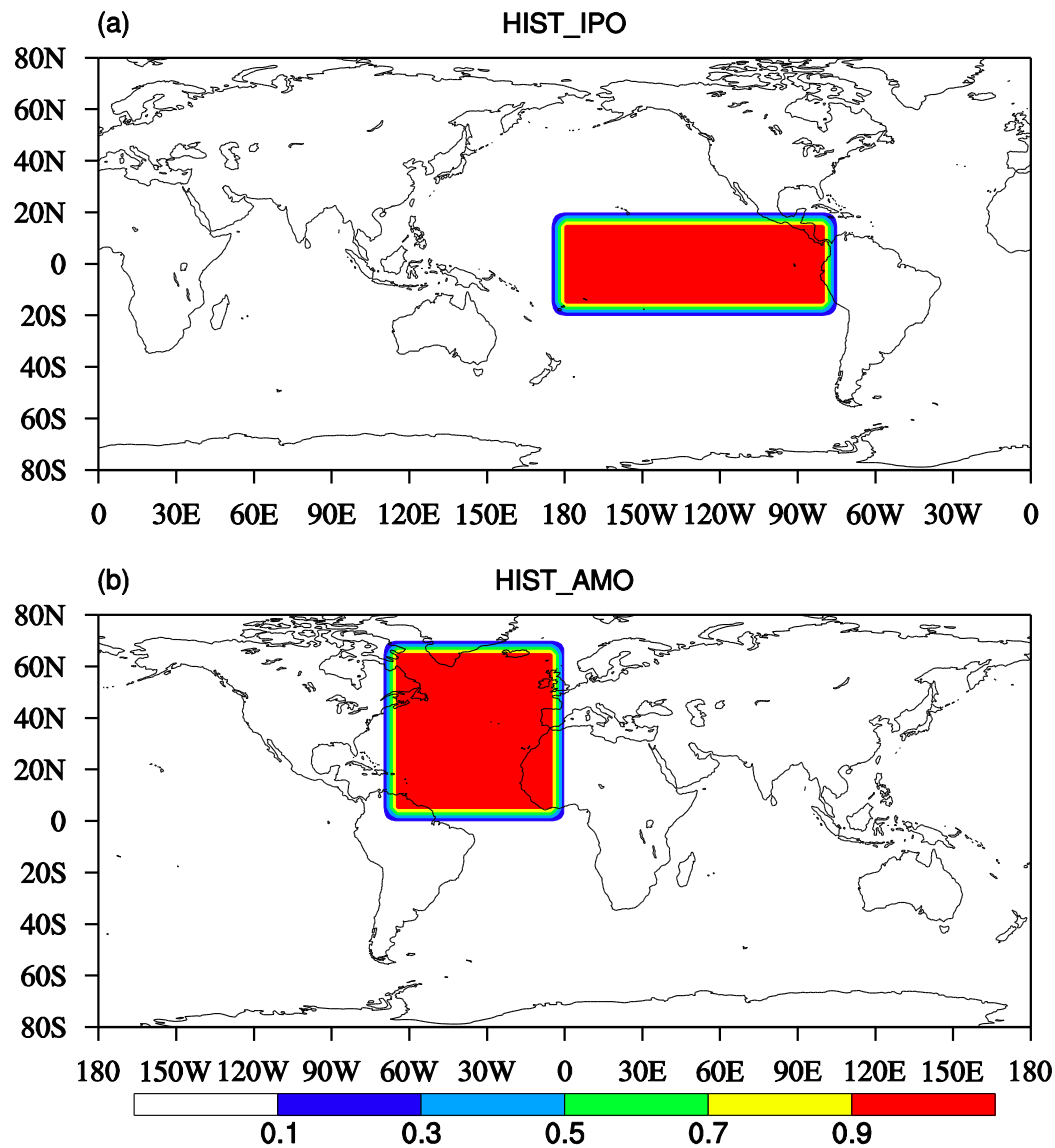 (a) HIST_IPO
80N
60N
40N
20N
0
20S
40S
60S
80S
0 30E 60E 90E 120E 150E 180 150W 120W 90W 60W 30W 0
(b) HIST_AMO
80N
60N
40N
20N
0
20S
40S
60S
80S
180 150W 120W 90W 60W 30W 0 30E 60E 90E 120E 150E 180
0.1 0.3 0.5 0.7 0.9